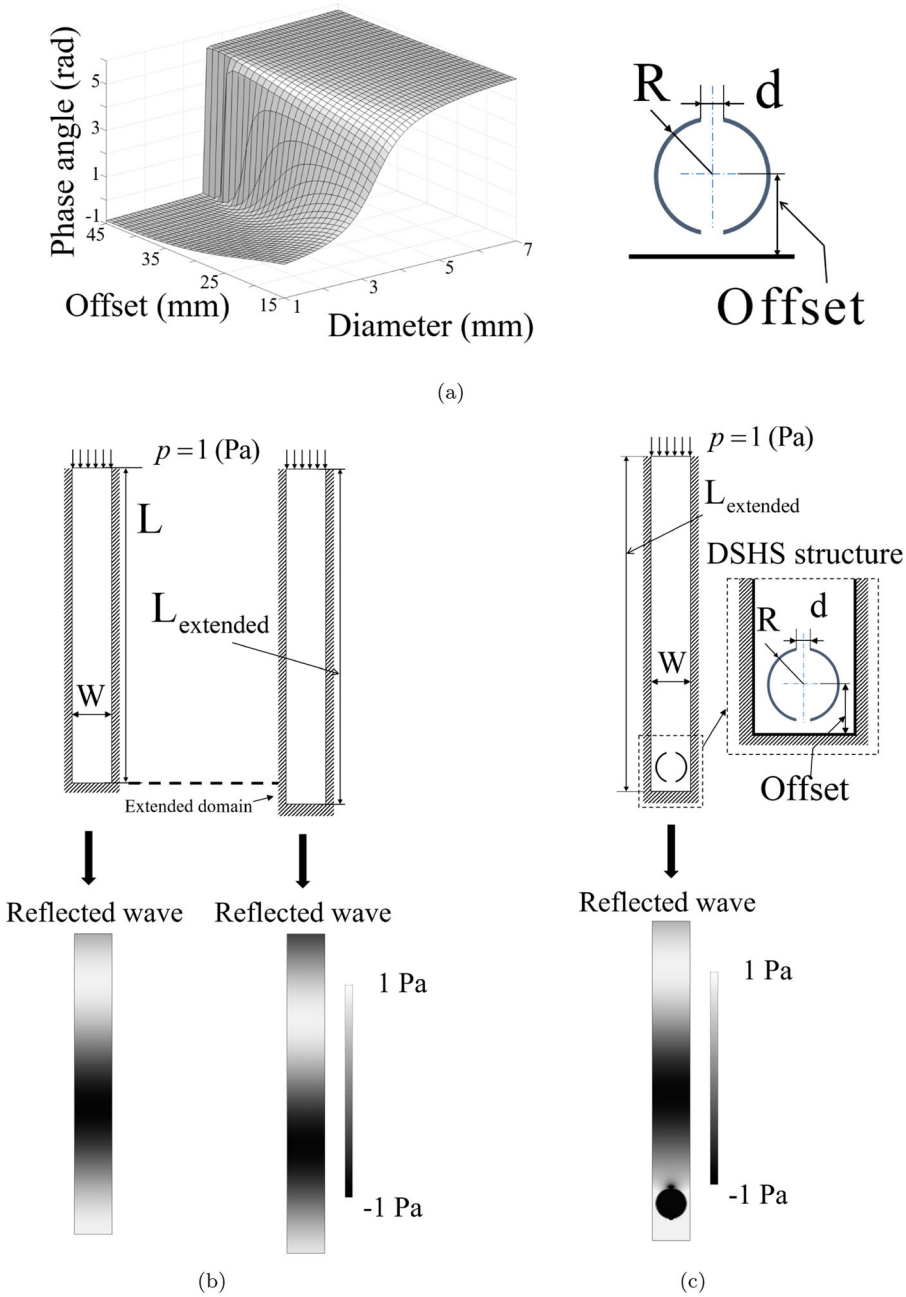 Phase angle (rad)
5
3
1
-1
45
35
25
15
1
3
5
7
Offset (mm)
Diameter (mm)
R
d
Offset
(a)
p = 1 (Pa)
L
L extended
W
Extended domain
Reflected wave
Reflected wave
1 Pa
-1 Pa
(b)
p = 1 (Pa)
L extended
DSHS structure
R
d
W
Offset
Reflected wave
1 Pa
-1 Pa
(c)